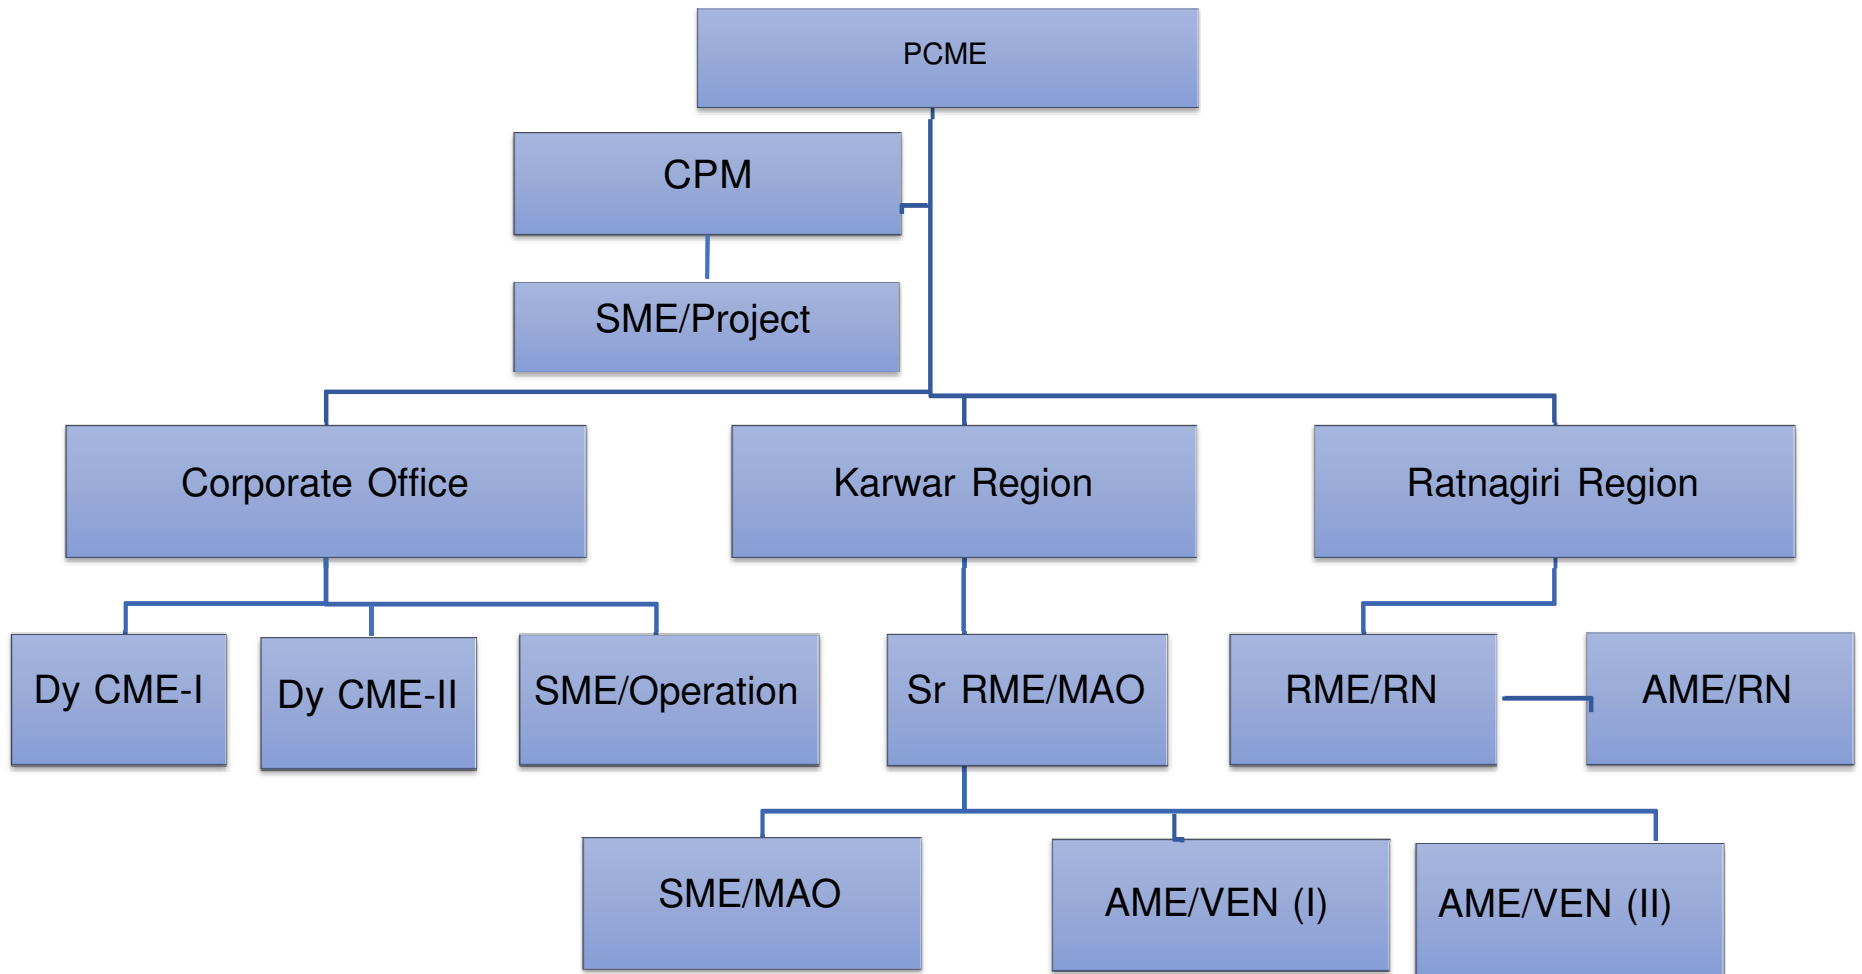 PCME
CPM
SME/Project
Corporate Office
Karwar Region
Ratnagiri Region
Dy CME-I
Dy CME-II
SME/Operation
Sr RME/MAO
RME/RN
AME/RN
SME/MAO
AME/VEN (I)
AME/VEN (II)